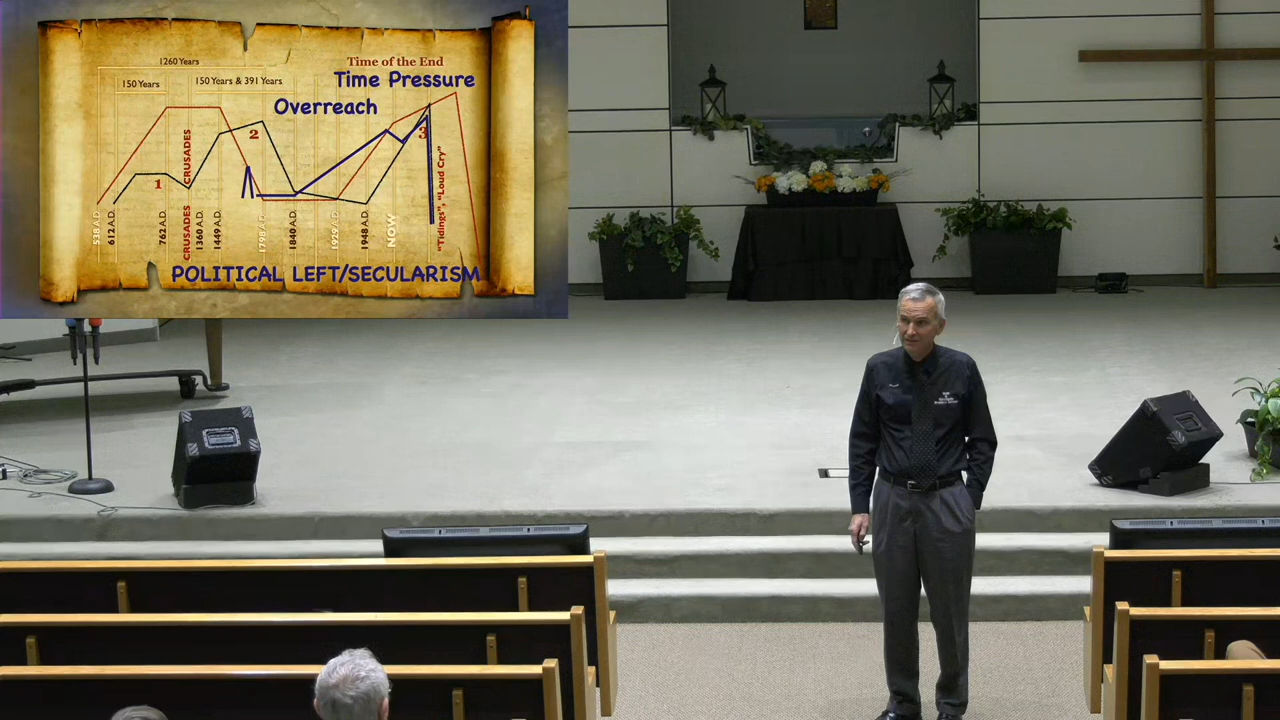 1260 Years
Time of the End
150 Years
150 Years & 391 Years
Time Pressure
Overreach
1
CRUSADES
2
3
"Tidings", "Loud Cry"
538 A.D.
612 A.D.
762 A.D.
CRUSADES
1360 A.D.
1449 A.D.
1798 A.D.
1840 A.D.
1929 A.D.
1948 A.D.
NOW
POLITICAL LEFT/SECULARISM